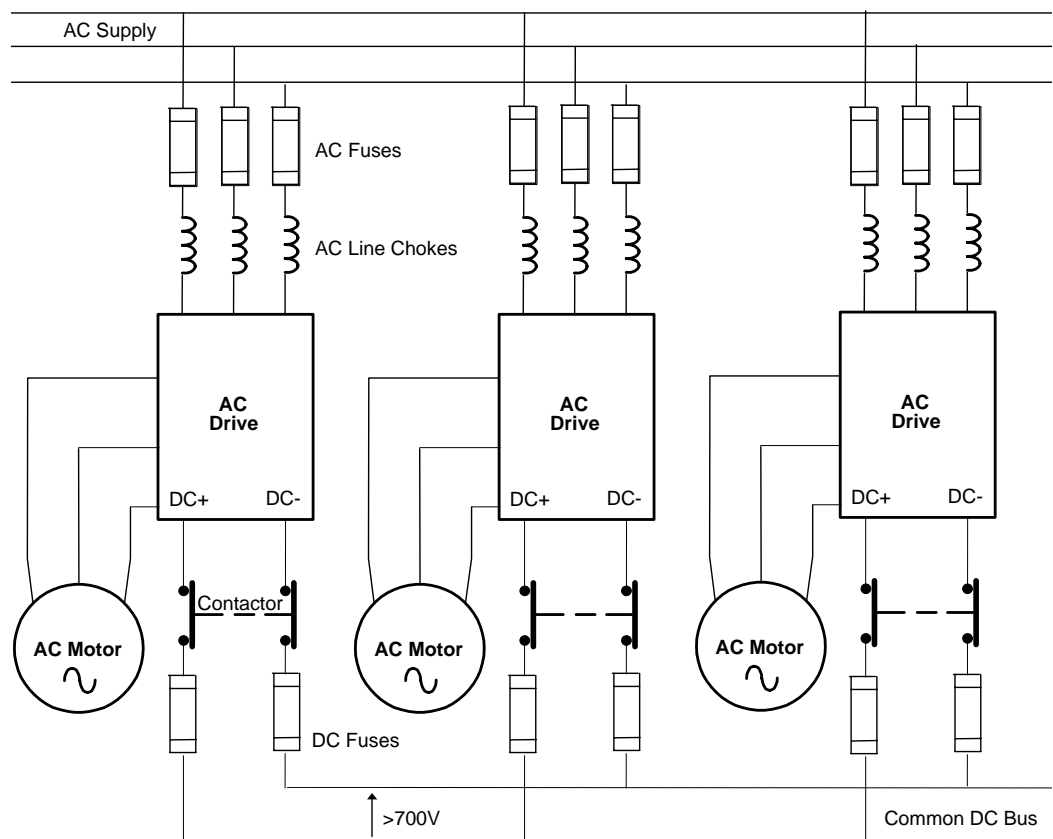 AC Supply
AC Fuses
AC Line Chokes
AC
Drive
DC+ DC-
AC
Drive
DC+ DC-
AC
Drive
DC+ DC-
Contactor
AC Motor
AC Motor
AC Motor
DC Fuses
>700V
Common DC Bus